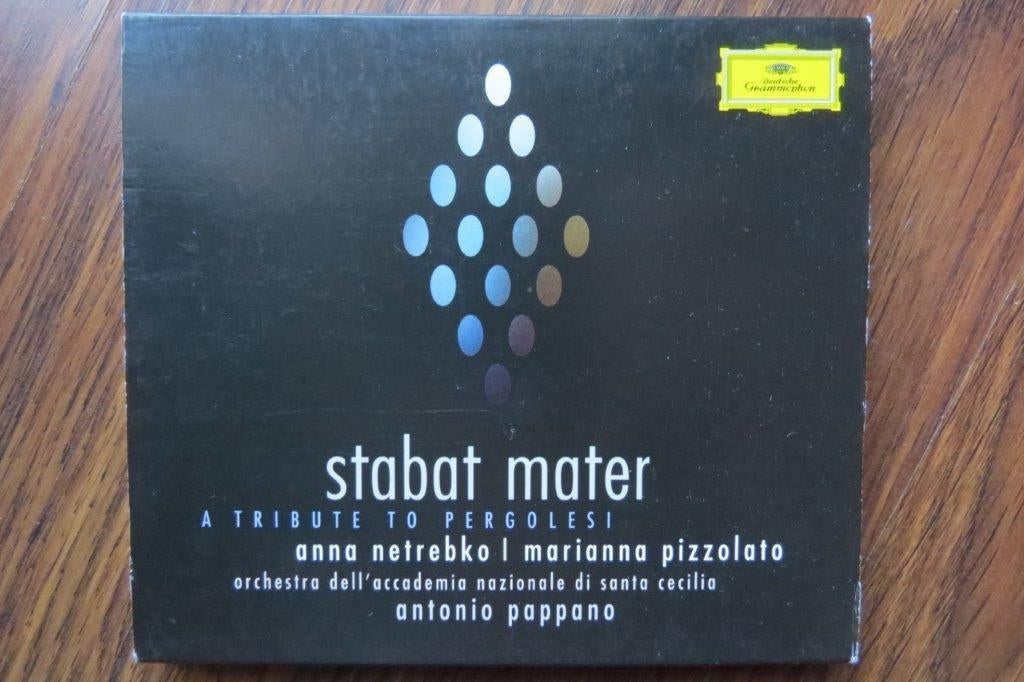 Deutsche
Grammophon
stabat mater
A TRIBUTE TO PERGOLESI
anna netrebko | marianna pizzolato
orchestra dell'accademia nazionale di santa cecilia
antonio pappano